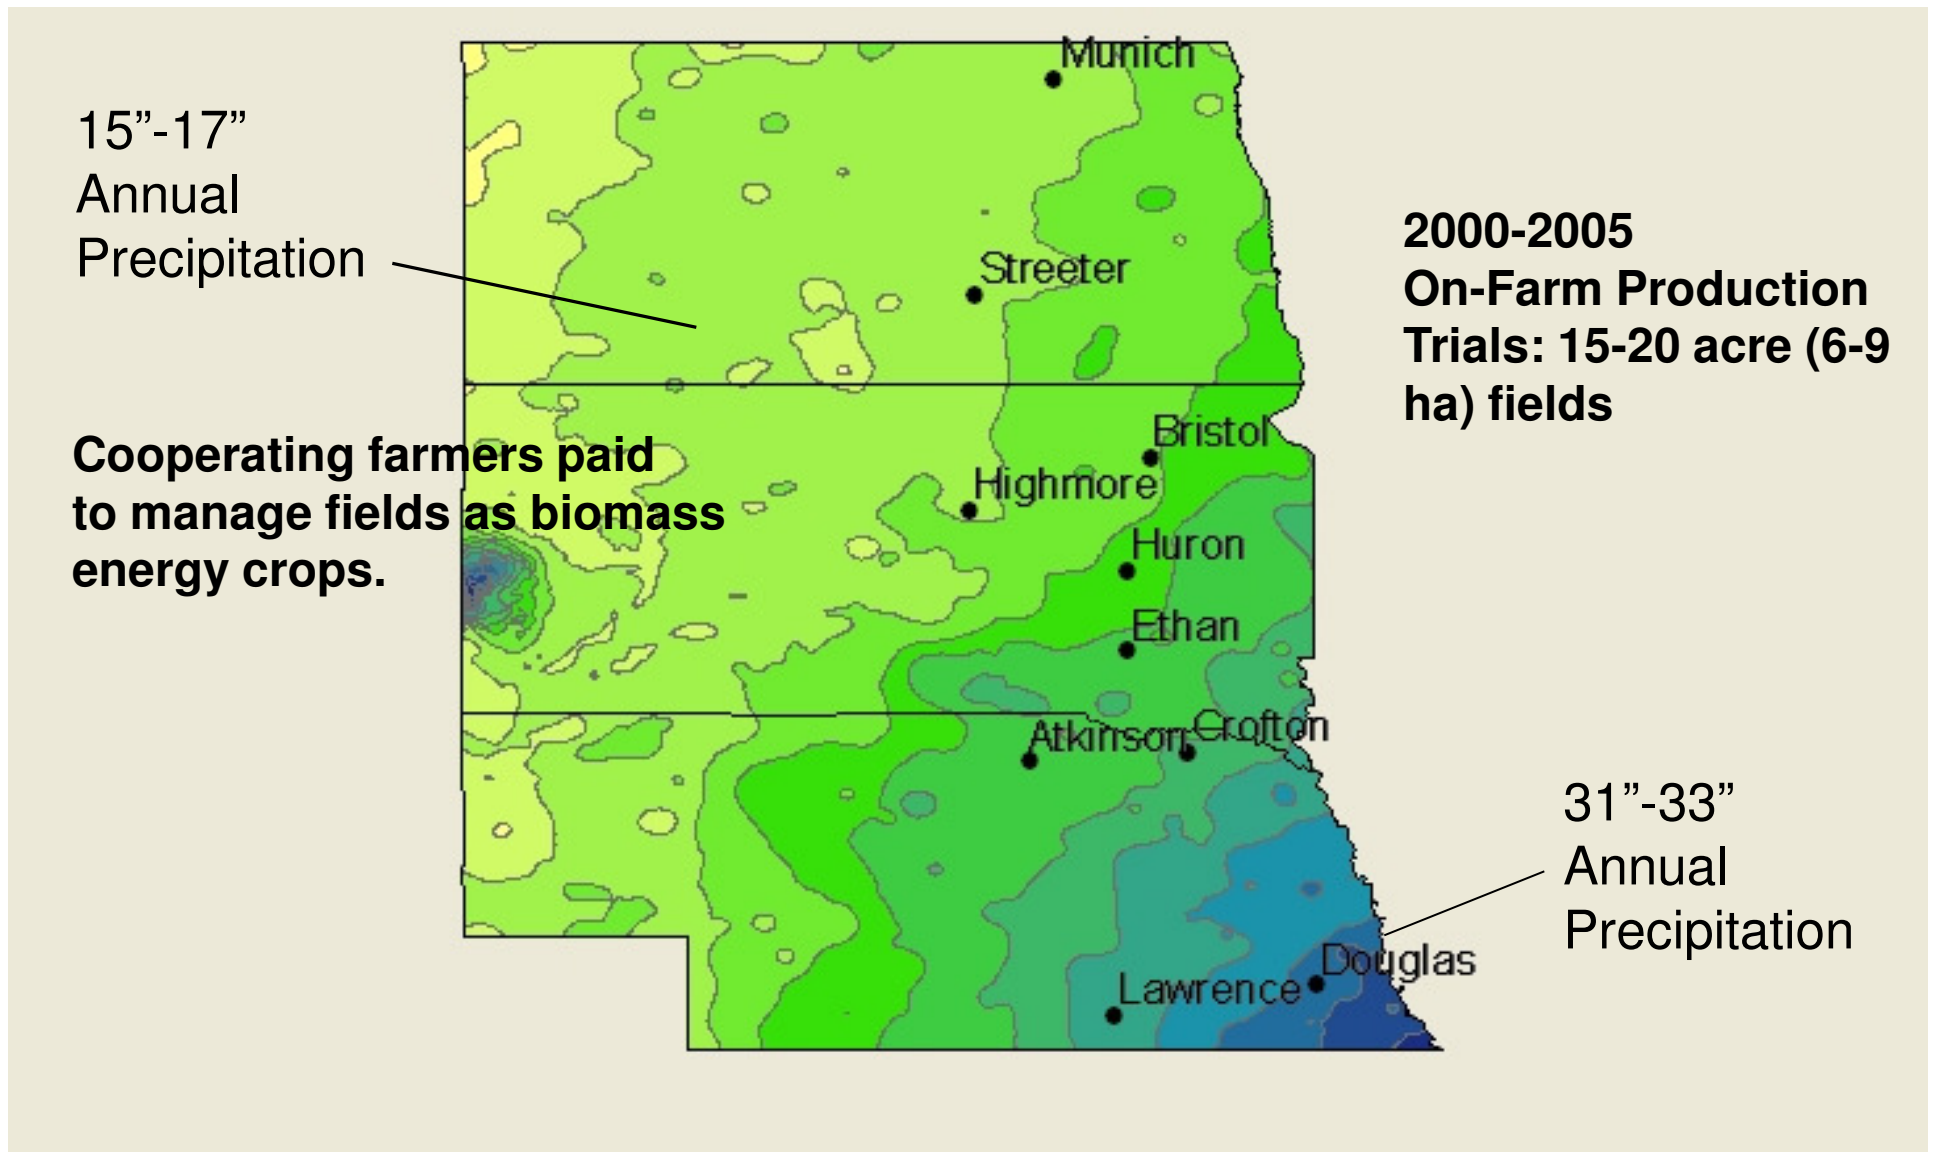 Munich
15”-17”
Annual
Precipitation
2000-2005
On-Farm Production
Trials: 15-20 acre (6-9
ha) fields
Streeter
Bristol
Cooperating farmers paid
to manage fields as biomass
energy crops.
Highmore
Huron
Ethan
Atkinson
Crofton
31”-33”
Annual
Precipitation
Douglas
Lawrence